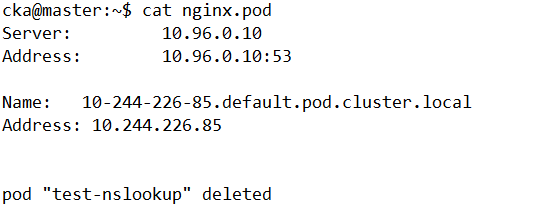 cka@master:~$ cat nginx.pod
Server:         10.96.0.10
Address:        10.96.0.10:53
Name:   10-244-226-85.default.pod.cluster.local
Address: 10.244.226.85
pod "test-nslookup" deleted